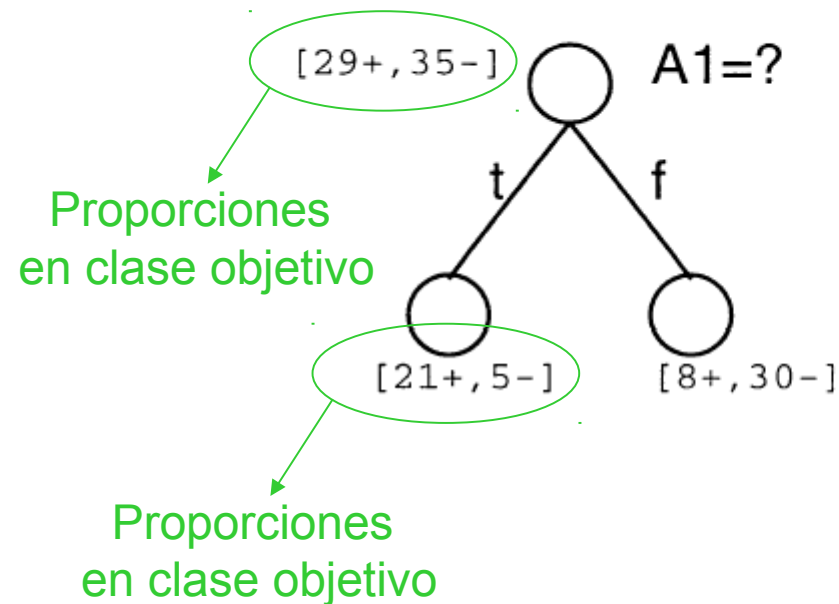 [29+,35-]
A1=?
t
f
Proporciones
en clase objetivo
[21+,5-]
[8+,30-]
Proporciones
en clase objetivo